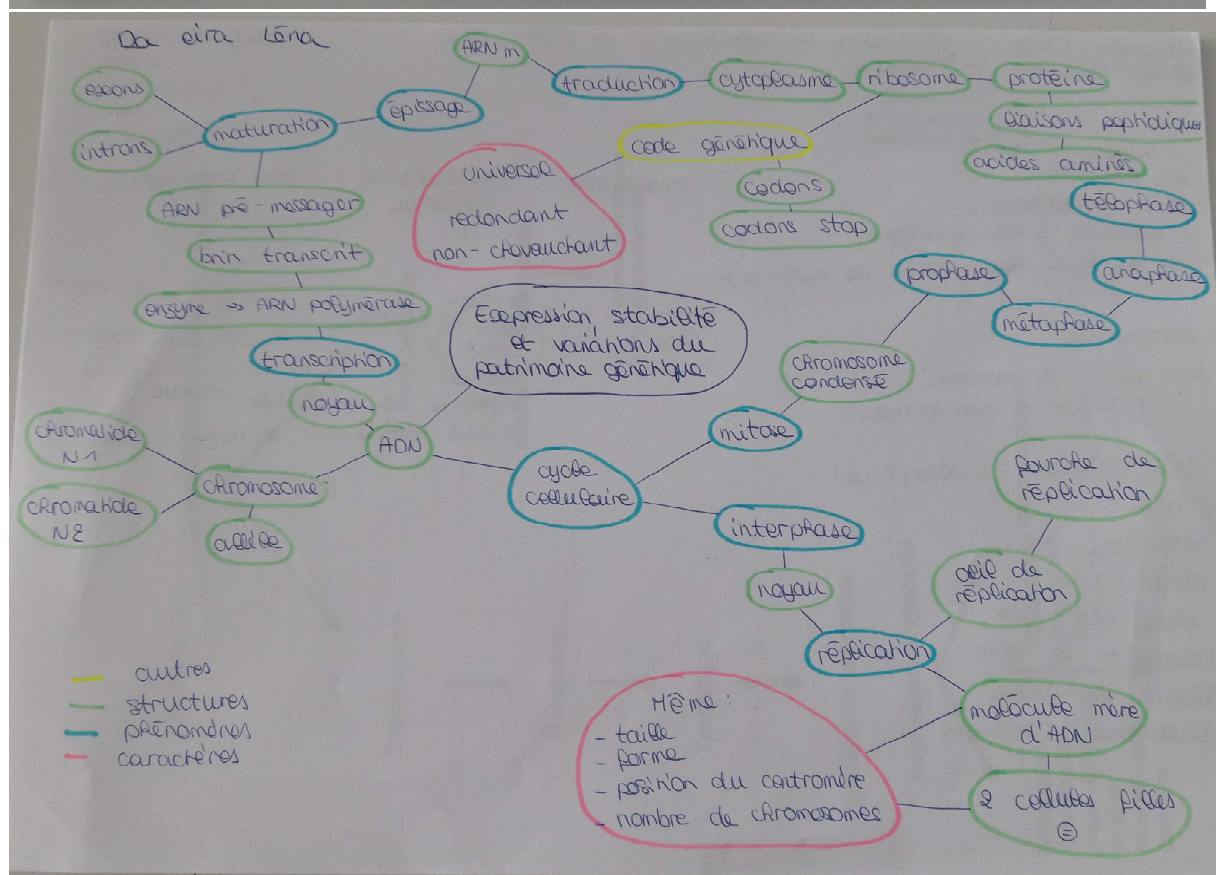 Da eira Léna
ARN m
exons
introns
maturation
épissage
traduction
cytoplasme
ribosome
protéine
liaisons peptidiques
acides aminés
code génétique
universel
redondant
non-chevauchant
codons
codons stop
télophase
anaphase
métaphase
prophase
ARN pré-messager
brin transcrit
enzyme → ARN polymérase
transcription
noyau
Expression, stabilité
et variations du
patrimoine génétique
chromosome
condensé
mitose
ADN
chromatide
N1
chromatide
N2
chromosome
allèle
cycle
cellulaire
interphase
noyau
réplication
fourche de
réplication
œil de
réplication
molécule mère
d'ADN
2 cellules filles
=
Même :
- taille
- forme
- position du centromère
- nombre de chromosomes
autres
structures
phénomènes
caractères